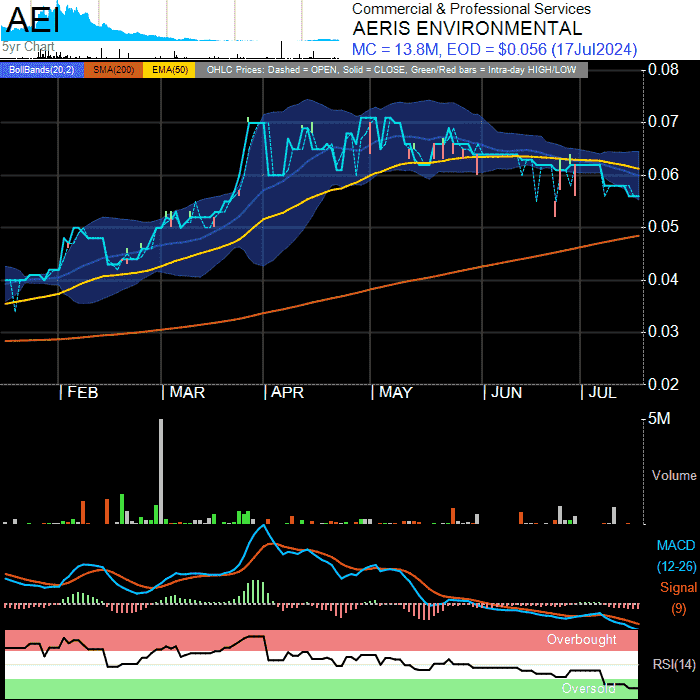 AEI
5yr Chart
Commercial & Professional Services
AERIS ENVIRONMENTAL
MC = 13.8M, EOD = $0.056 (17Jul2024)
BollBands(20,2) SMA(200) EMA(50) OHLC Prices: Dashed = OPEN, Solid = CLOSE, Green/Red bars = Intra-day HIGH/LOW
0.08
0.07
0.06
0.05
0.04
0.03
0.02
FEB MAR APR MAY JUN JUL
5M
Volume
MACD
(12-26)
Signal
(9)
Overbought
RSI(14)
Oversold